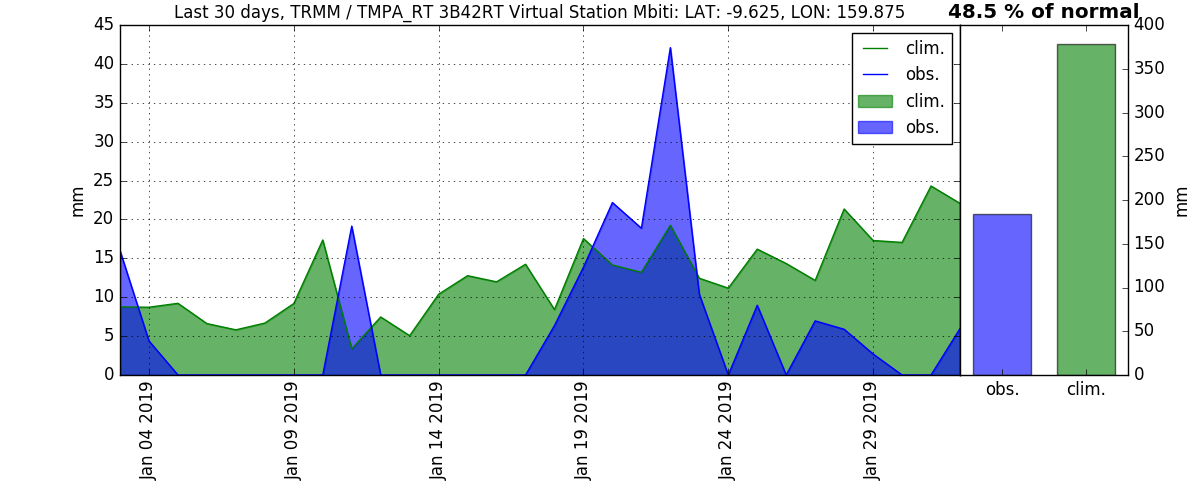 Last 30 days, TRMM / TMPA_RT 3B42RT Virtual Station Mbiti: LAT: -9.625, LON: 159.875
48.5 % of normal
45
40
35
30
25
20
15
10
5
0
mm
clim.
obs.
clim.
obs.
Jan 04 2019
Jan 09 2019
Jan 14 2019
Jan 19 2019
Jan 24 2019
Jan 29 2019
400
350
300
250
200
150
100
50
0
mm
obs.
clim.